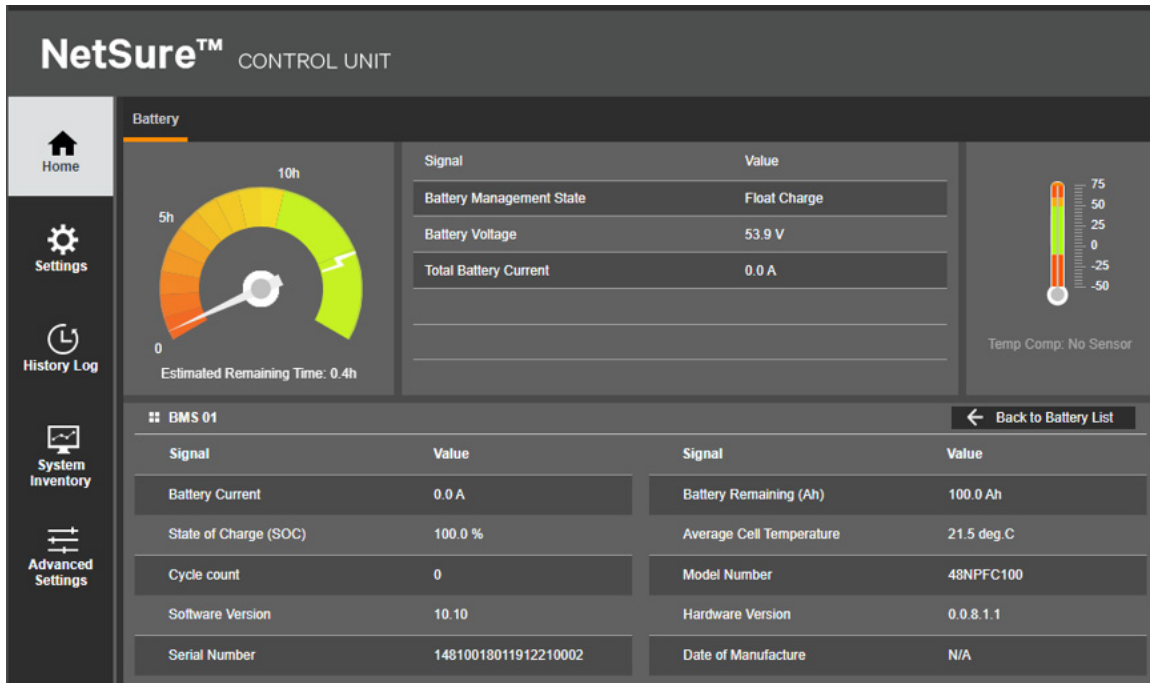 NetSure™ CONTROL UNIT
Home
Settings
History Log
System
Inventory
Advanced
Settings
Battery
10h
5h
0
Estimated Remaining Time: 0.4h
Signal Value
Battery Management State Float Charge
Battery Voltage 53.9 V
Total Battery Current 0.0 A
75
50
25
0
-25
-50
Temp Comp: No Sensor
BMS 01
Back to Battery List
Signal Value Signal Value
Battery Current 0.0 A Battery Remaining (Ah) 100.0 Ah
State of Charge (SOC) 100.0 % Average Cell Temperature 21.5 deg.C
Cycle count 0 Model Number 48NPFC100
Software Version 10.10 Hardware Version 0.0.8.1.1
Serial Number 14810018011912210002 Date of Manufacture N/A